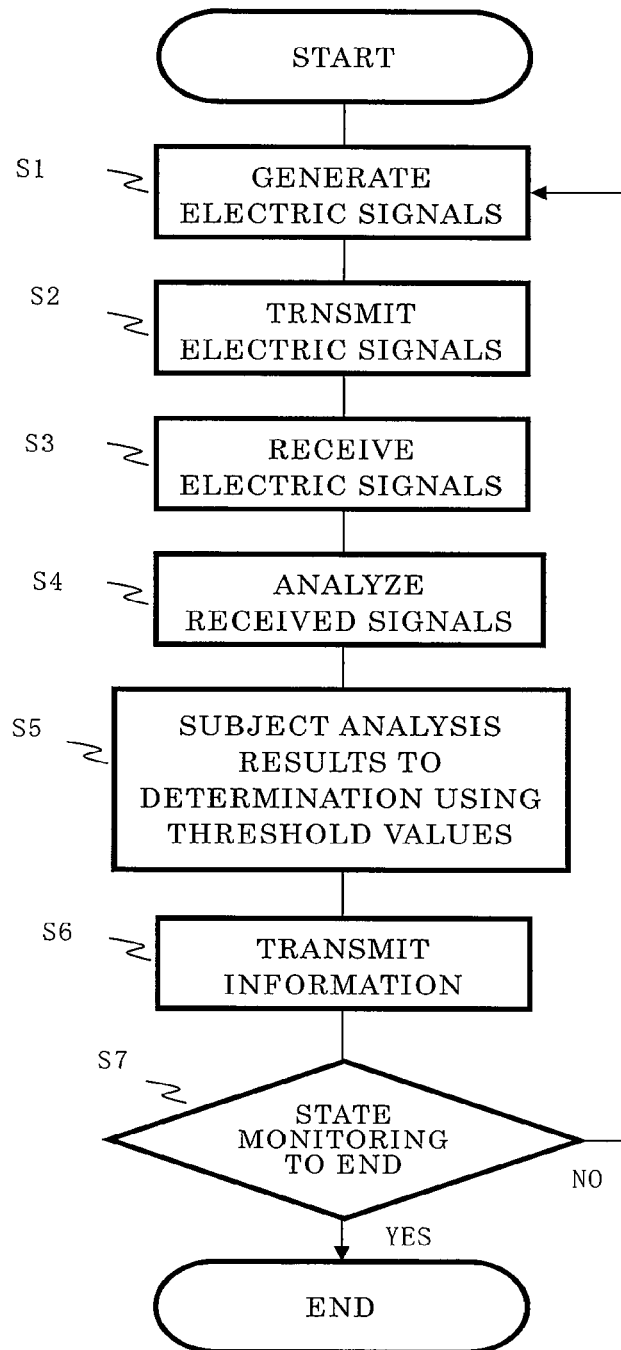 START
S1
GENERATE
ELECTRIC SIGNALS
S2
TRNSMIT
ELECTRIC SIGNALS
S3
RECEIVE
ELECTRIC SIGNALS
S4
ANALYZE
RECEIVED SIGNALS
S5
SUBJECT ANALYSIS
RESULTS TO
DETERMINATION USING
THRESHOLD VALUES
S6
TRANSMIT
INFORMATION
S7
STATE
MONITORING
TO END
NO
YES
END